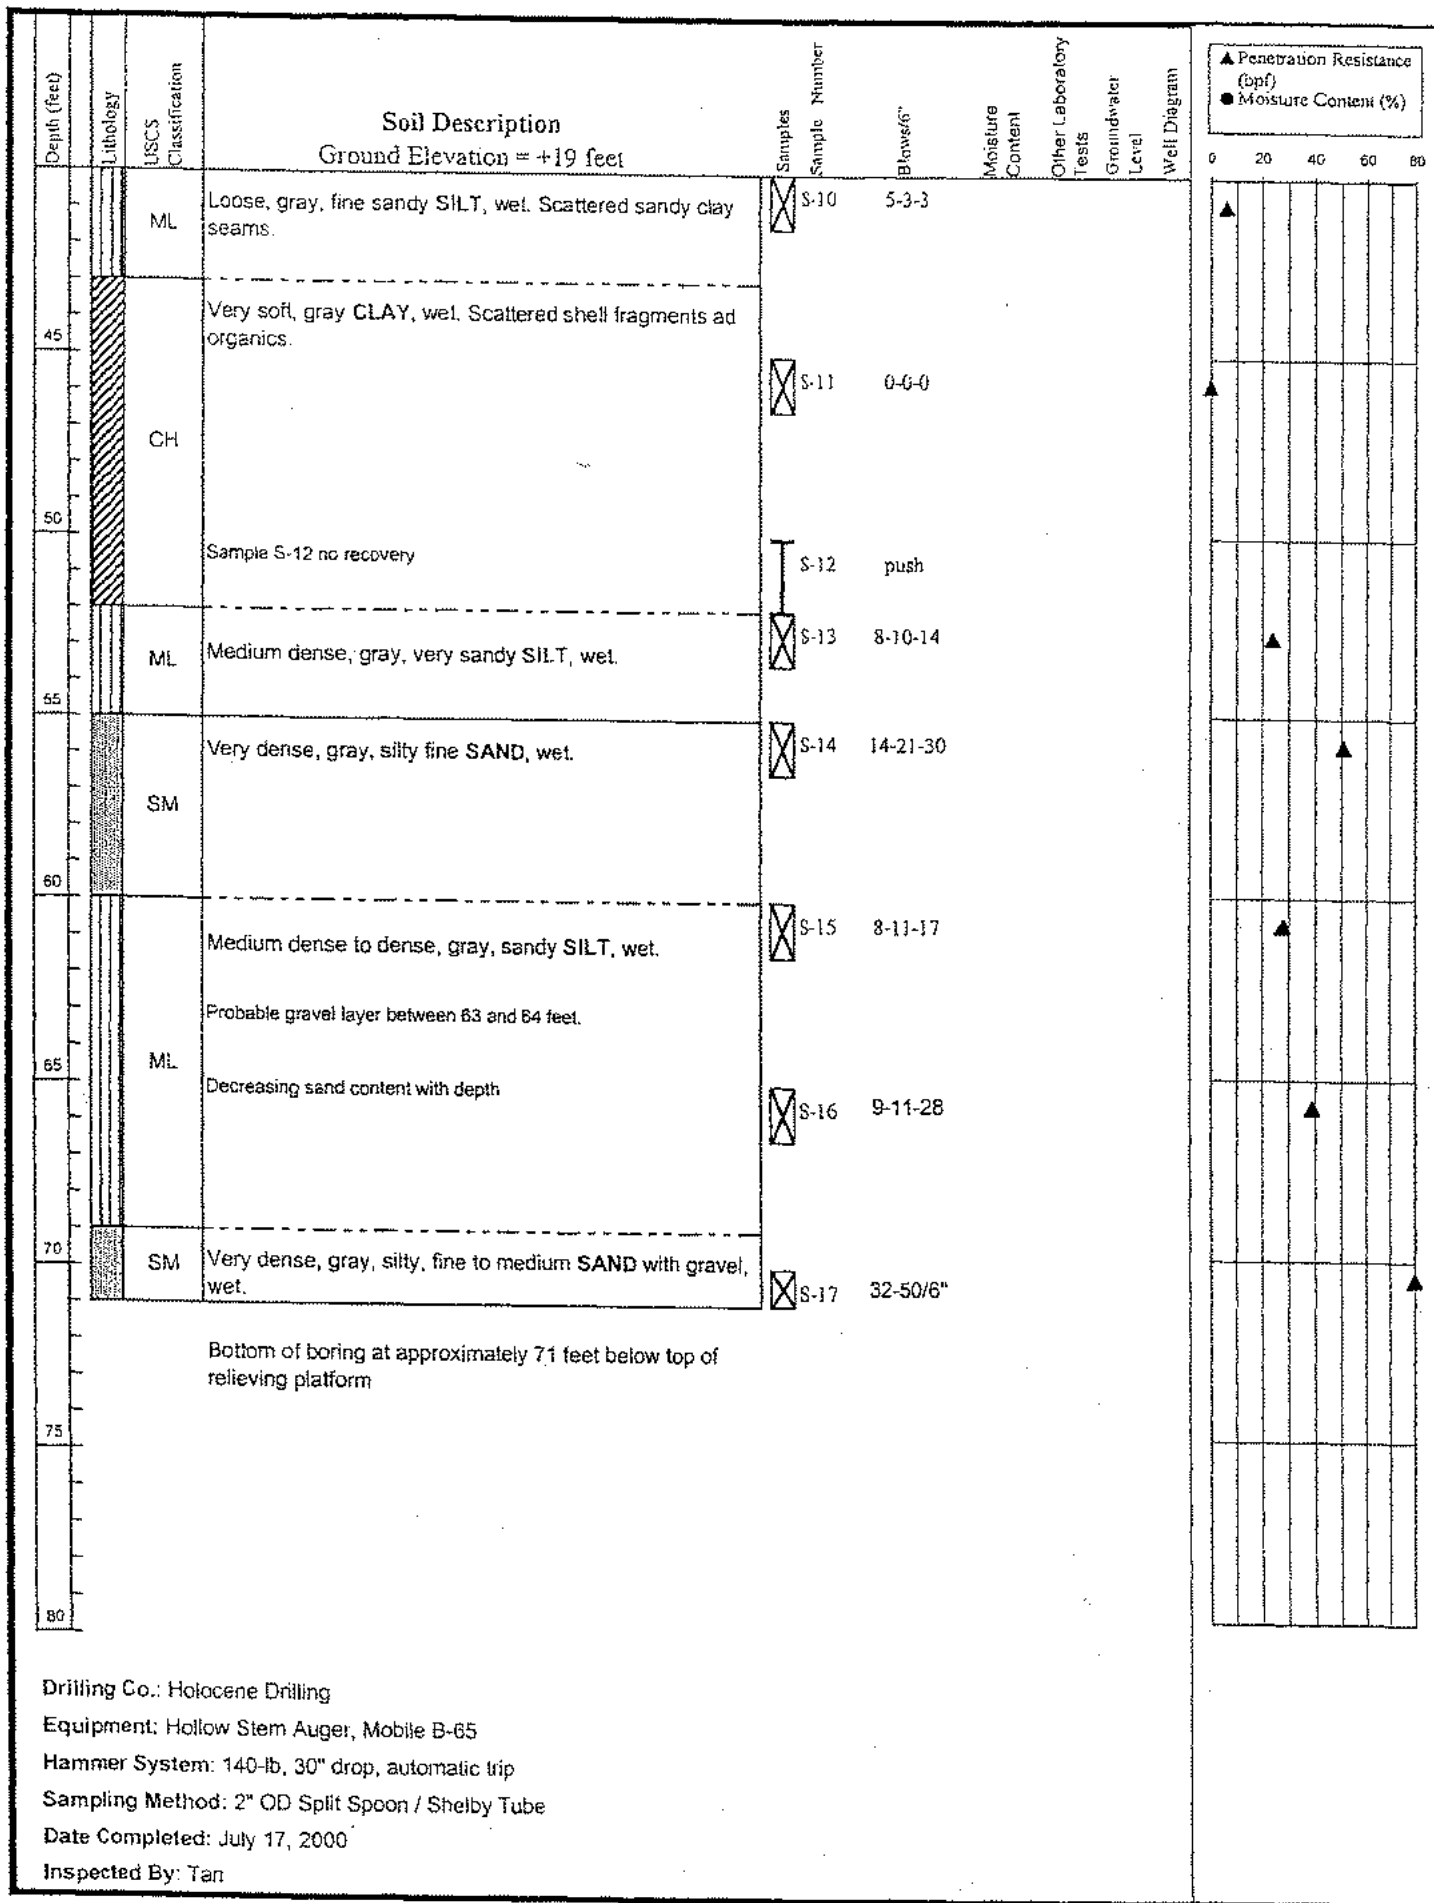 Depth (feet)
Lithology
USCS
Classification
Soil Description
Ground Elevation = +19 feet
Samples
Sample Number
Blows/6"
Moisture
Content
Other Laboratory
Tests
Groundwater
Level
Well Diagram
▲ Penetration Resistance
(bpf)
● Moisture Content (%)
0 20 40 60 80
ML
Loose, gray, fine sandy SILT, wet. Scattered sandy clay
seams.
S-10 5-3-3
Very soft, gray CLAY, wet. Scattered shell fragments ad
organics.
45
S-11 0-0-0
CH
50
Sample S-12 no recovery
S-12 push
S-13 8-10-14
ML
Medium dense, gray, very sandy SILT, wet.
55
Very dense, gray, silty fine SAND, wet.
S-14 14-21-30
SM
60
S-15 8-11-17
Medium dense to dense, gray, sandy SILT, wet.
Probable gravel layer between 63 and 64 feet.
ML
65
Decreasing sand content with depth
S-16 9-11-28
70
SM
Very dense, gray, silty, fine to medium SAND with gravel,
wet.
S-17 32-50/6"
Bottom of boring at approximately 71 feet below top of
relieving platform
75
80
Drilling Co.: Holocene Drilling
Equipment: Hollow Stem Auger, Mobile B-65
Hammer System: 140-lb, 30" drop, automatic trip
Sampling Method: 2" OD Split Spoon / Shelby Tube
Date Completed: July 17, 2000
Inspected By: Tan